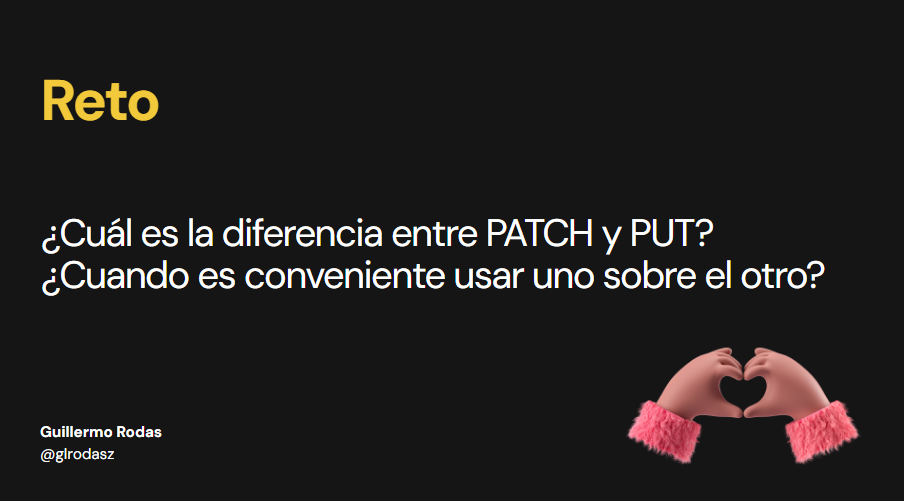 Reto
¿Cuál es la diferencia entre PATCH y PUT?
¿Cuando es conveniente usar uno sobre el otro?
Guillermo Rodas
@glrodasz